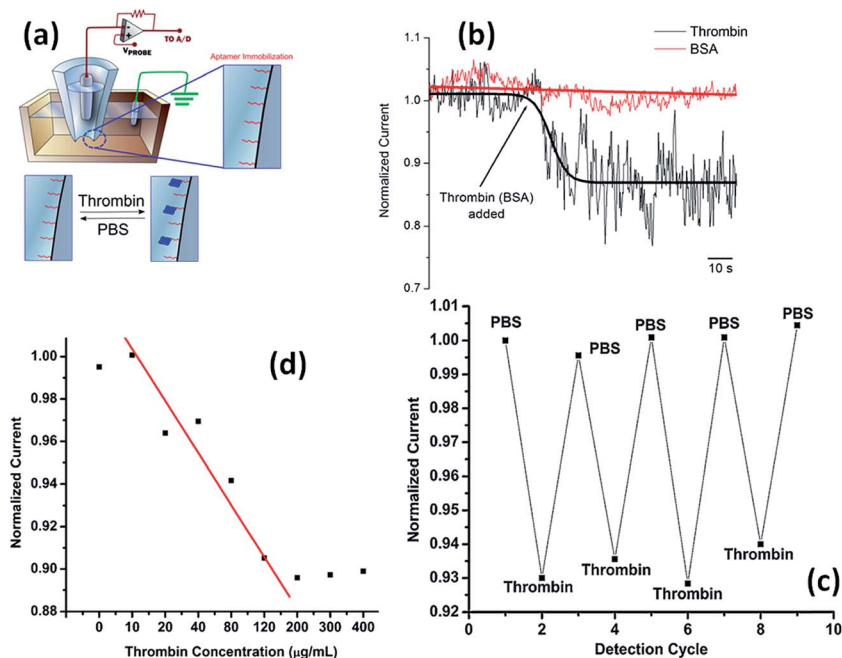 (a)
TO A/D
VPROBE
Aptamer Immobilization
Thrombin
PBS
(b)
Thrombin
BSA
1.1
1.0
0.9
0.8
0.7
Normalized Current
Thrombin (BSA)
added
10 s
(d)
1.00
0.96
0.94
0.92
0.90
0.88
Normalized Current
0 10 20 40 80 120 200 300 400
Thrombin Concentration (µg/mL)
1.01
1.00
0.99
0.98
0.97
0.96
0.95
0.94
0.93
0.92
Normalized Current
PBS
PBS
PBS
PBS
PBS
Thrombin
Thrombin
Thrombin
Thrombin
(c)
0 2 4 6 8 10
Detection Cycle